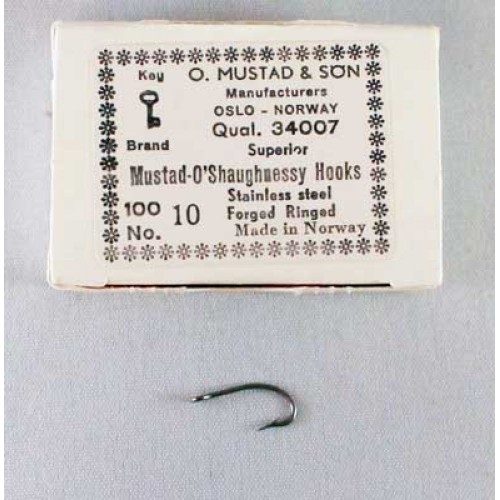 Key O. MUSTAD & SÖN
Manufacturers
OSLO - NORWAY
Qual. 34007
Brand Superior
Mustad-O'Shaughnessy Hooks
Stainless steel
100 10 Forged Ringed
No. Made in Norway